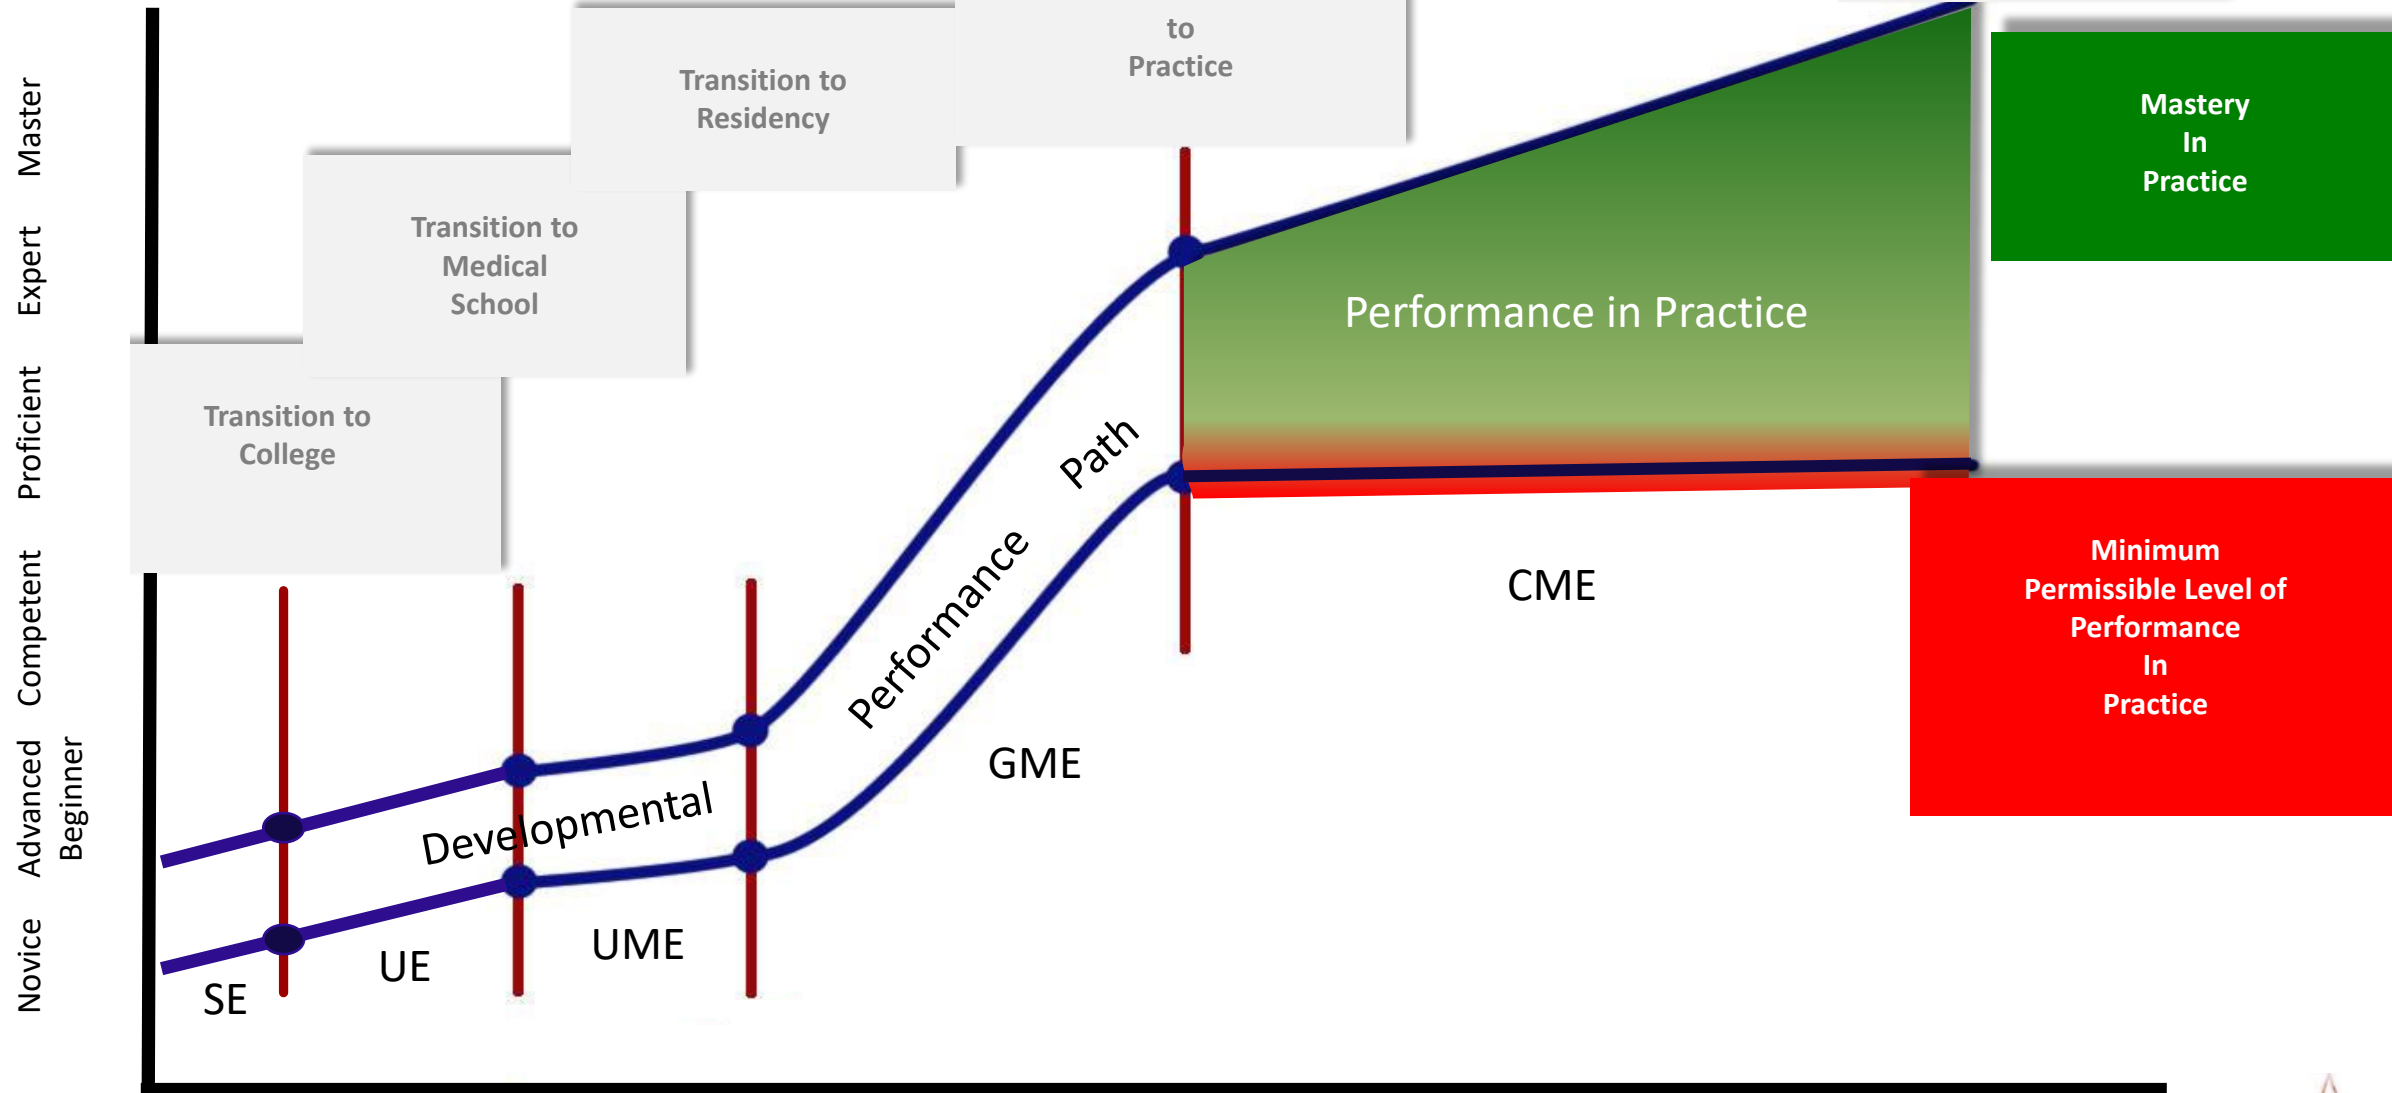 to
Practice
Transition to
Residency
Transition to
Medical
School
Transition to
College
Master
Expert
Proficient
Competent
Advanced
Beginner
Novice
Mastery
In
Practice
Performance in Practice
Minimum
Permissible Level of
Performance
In
Practice
Developmental
Performance
Path
SE
UE
UME
GME
CME